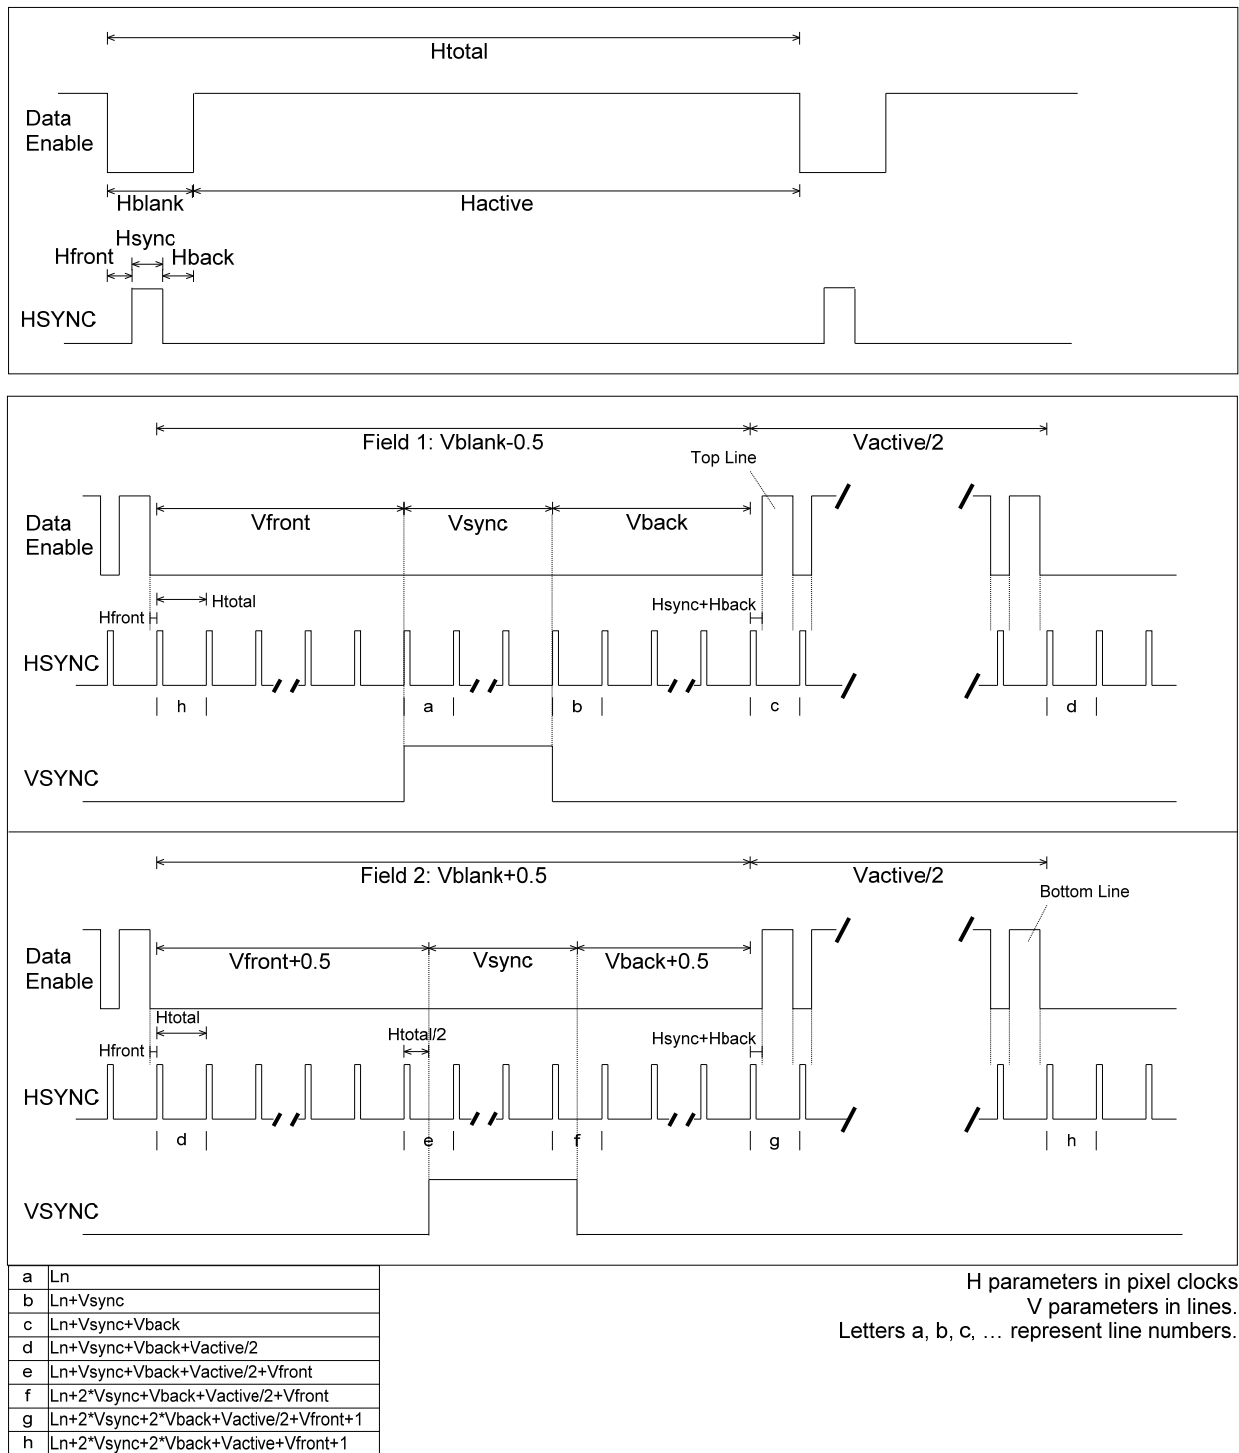 Htotal
Data
Enable
Hblank
Hactive
Hsync
Hfront
Hback
HSYNC
Field 1: Vblank-0.5
Vactive/2
Top Line
Data
Enable
Vfront
Vsync
Vback
Hfront
Htotal
Hsync+Hback
HSYNC
h
a
b
c
d
VSYNC
Field 2: Vblank+0.5
Vactive/2
Bottom Line
Data
Enable
Vfront+0.5
Vsync
Vback+0.5
Htotal
Hfront
Htotal/2
Hsync+Hback
HSYNC
d
e
f
g
h
VSYNC
a Ln
b Ln+Vsync
c Ln+Vsync+Vback
d Ln+Vsync+Vback+Vactive/2
e Ln+Vsync+Vback+Vactive/2+Vfront
f Ln+2*Vsync+Vback+Vactive/2+Vfront
g Ln+2*Vsync+2*Vback+Vactive/2+Vfront+1
h Ln+2*Vsync+2*Vback+Vactive+Vfront+1
H parameters in pixel clocks
V parameters in lines.
Letters a, b, c, … represent line numbers.